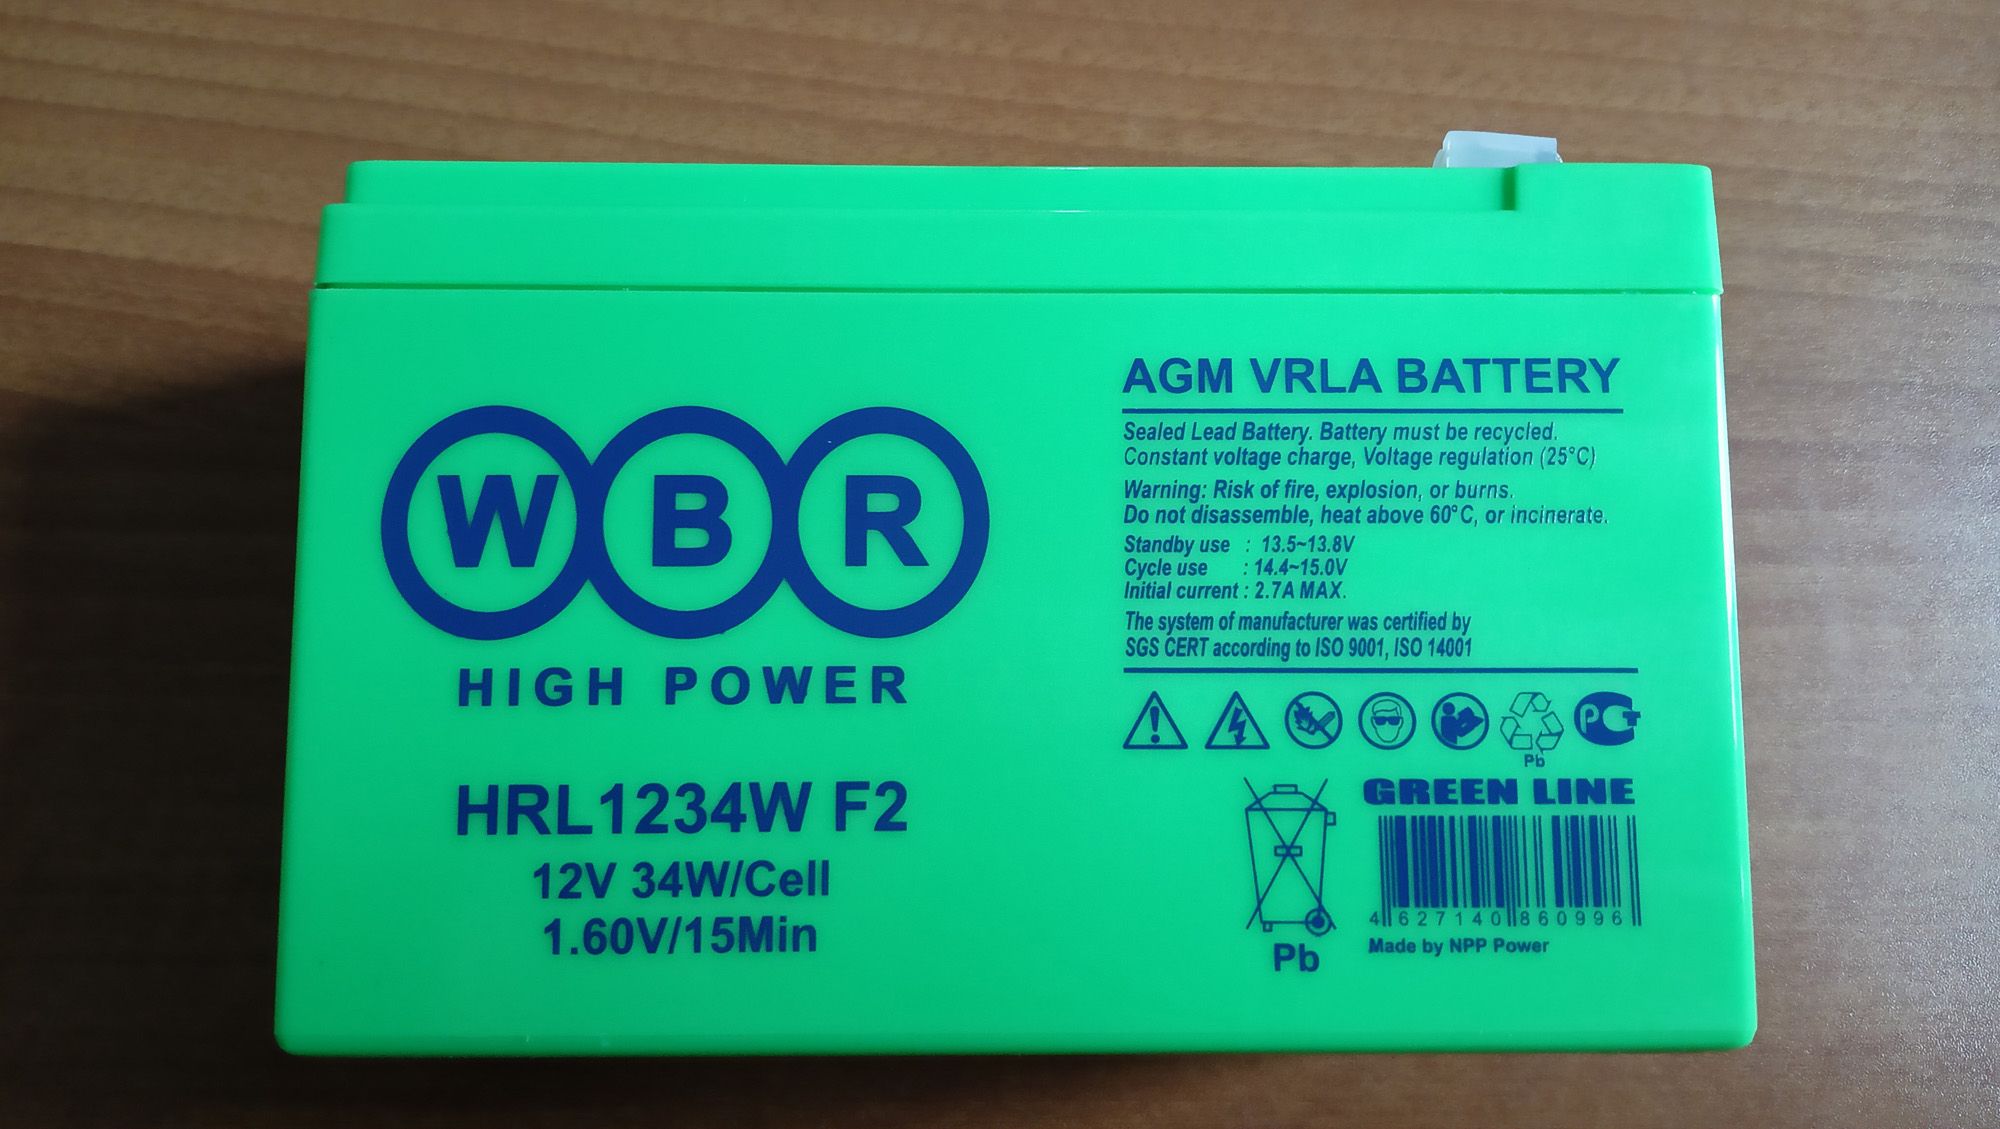 WBR
HIGH POWER
HRL1234W F2
12V 34W/Cell
1.60V/15Min
AGM VRLA BATTERY
Sealed Lead Battery. Battery must be recycled.
Constant voltage charge, Voltage regulation (25°C)
Warning: Risk of fire, explosion, or burns.
Do not disassemble, heat above 60°C, or incinerate.
Standby use : 13.5~13.8V
Cycle use : 14.4~15.0V
Initial current : 2.7A MAX.
The system of manufacturer was certified by
SGS CERT according to ISO 9001, ISO 14001
Pb
РСТ
GREEN LINE
4 627140 860996
Pb
Made by NPP Power